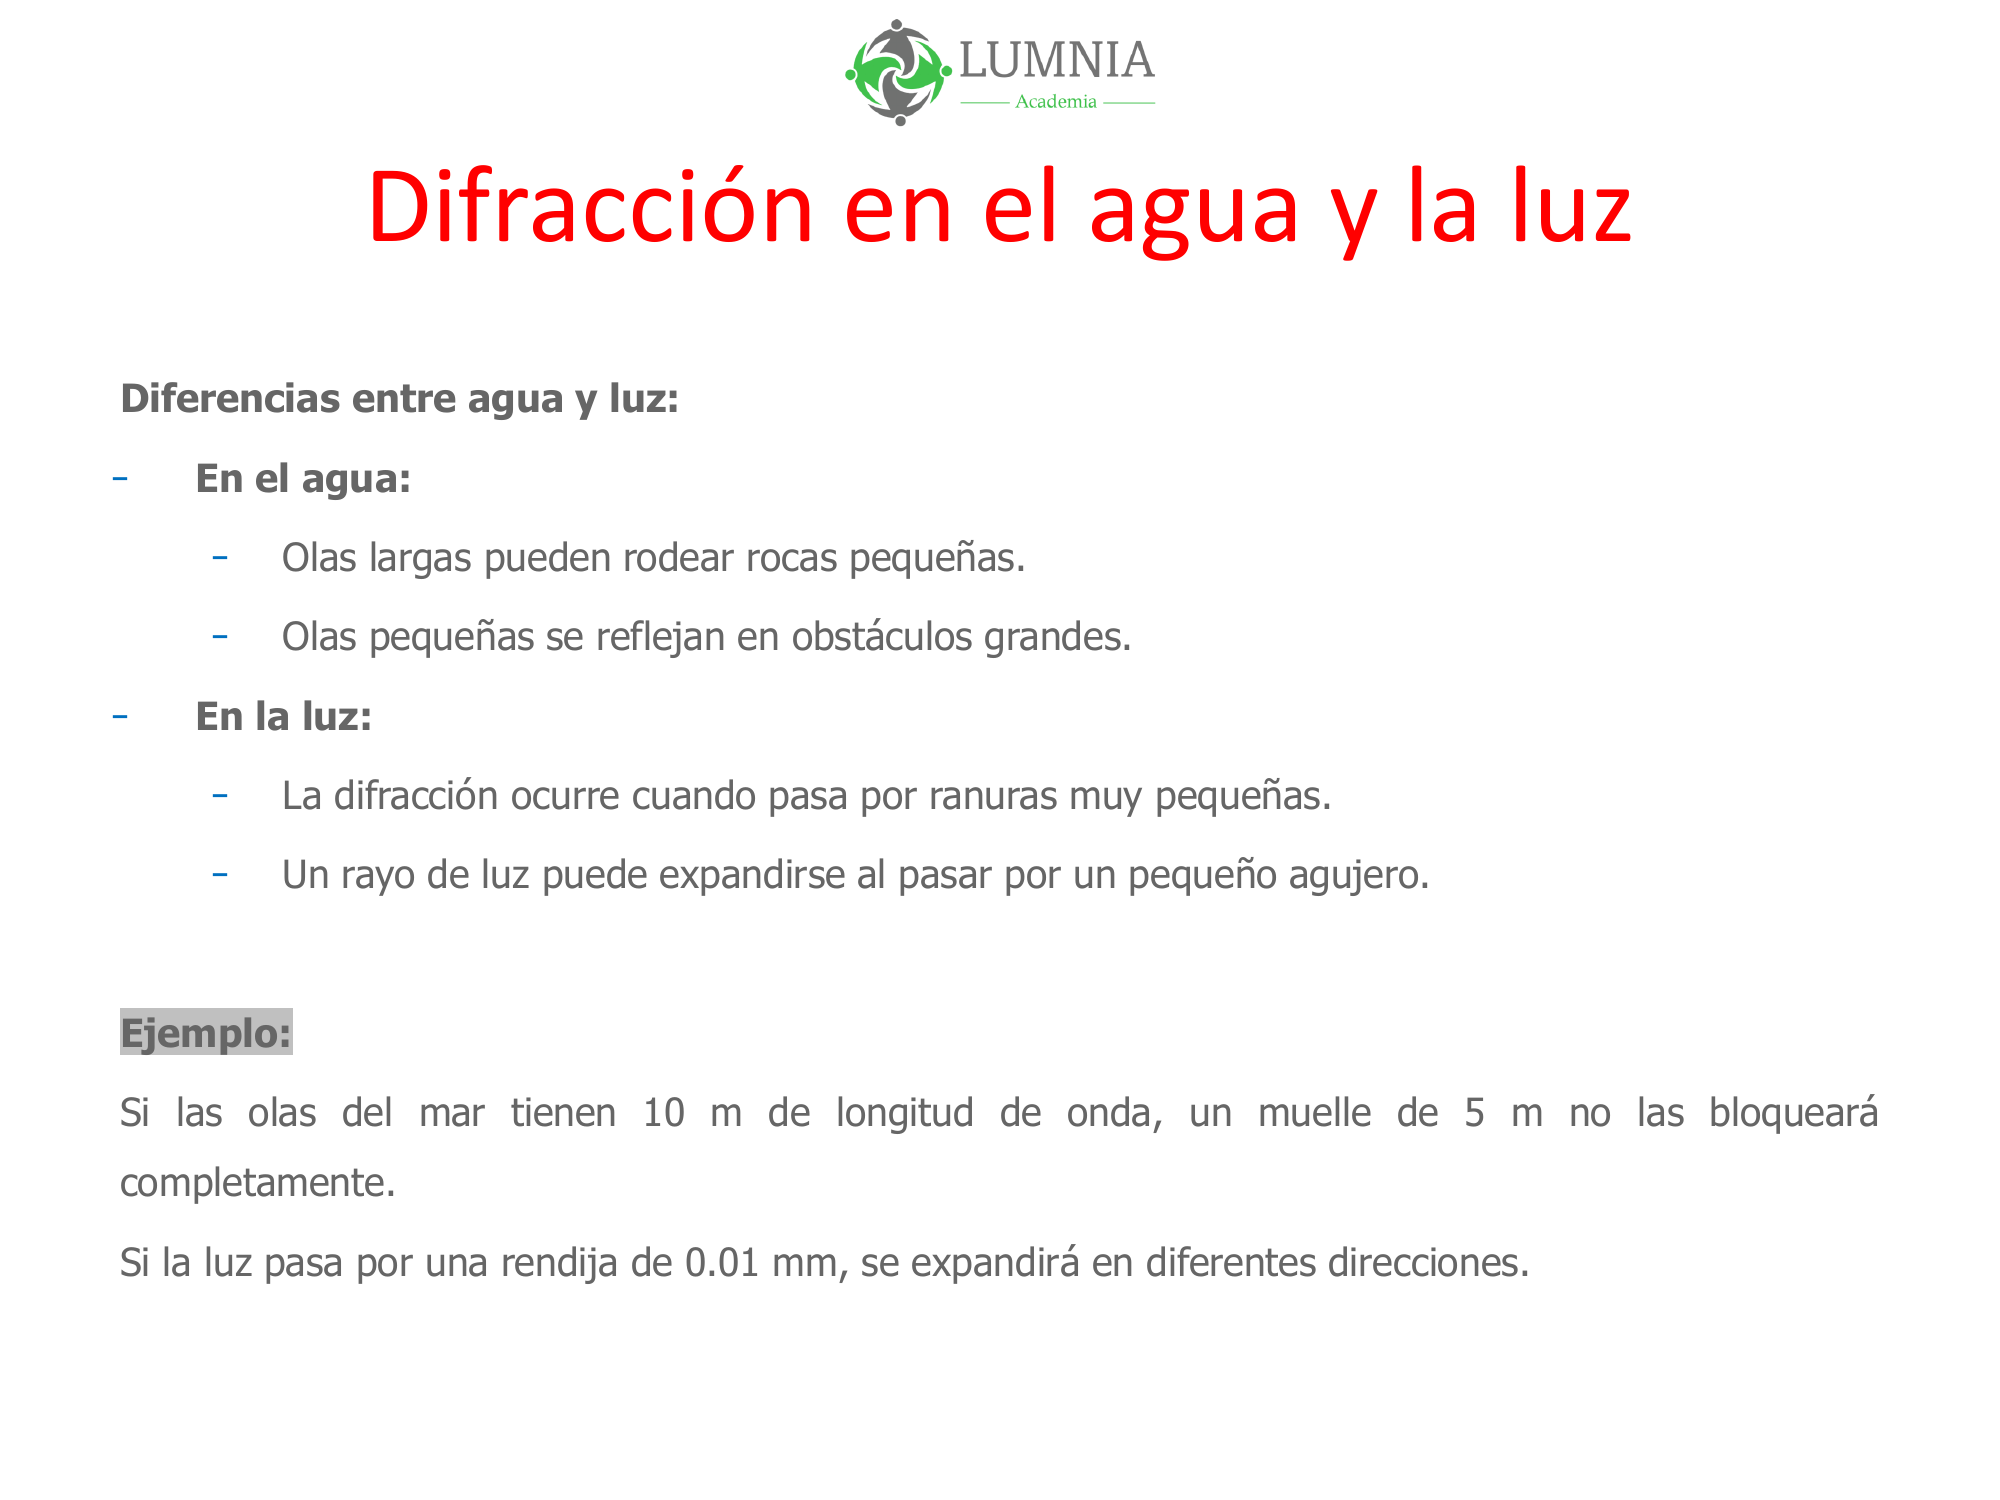 LUMNIA
Academia
Difracción en el agua y la luz
Diferencias entre agua y luz:
- En el agua:
- Olas largas pueden rodear rocas pequeñas.
- Olas pequeñas se reflejan en obstáculos grandes.
- En la luz:
- La difracción ocurre cuando pasa por ranuras muy pequeñas.
- Un rayo de luz puede expandirse al pasar por un pequeño agujero.
Ejemplo:
Si las olas del mar tienen 10 m de longitud de onda, un muelle de 5 m no las bloqueará
completamente.
Si la luz pasa por una rendija de 0.01 mm, se expandirá en diferentes direcciones.